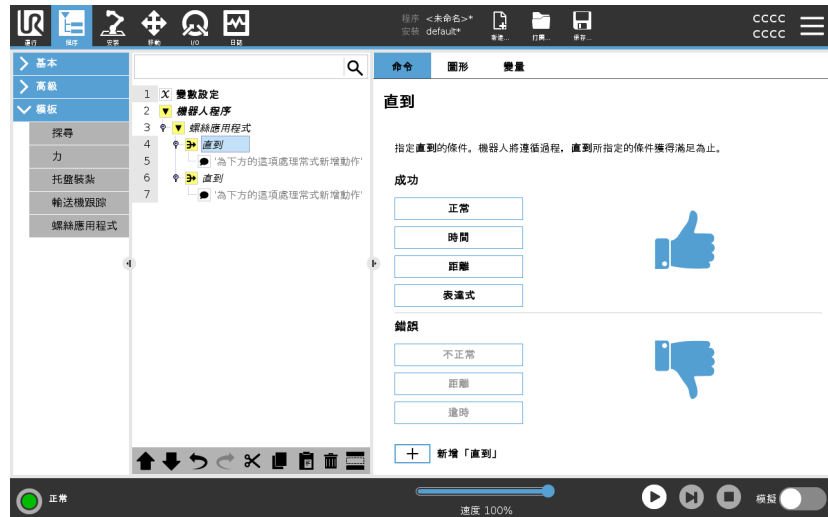 UR
運行
程序
安裝
移動
I/O
日誌
程序 <未命名>*
安裝 default*
新建...
打開...
保存...
CCCC
CCCC
基本
高級
模板
探尋
力
托盤裝紮
輸送機跟踪
螺絲應用程式
1 X 變數設定
2 機器人程序
3 螺絲應用程式
4 直到
5 '為下方的這項處理常式新增動作'
6 直到
7 '為下方的這項處理常式新增動作'
命令 圖形 變量
直到
指定直到的條件。機器人將遵循過程，直到所指定的條件獲得滿足為止。
成功
正常
時間
距離
表達式
錯誤
不正常
距離
逾時
新增「直到」
正常
速度 100%
模擬